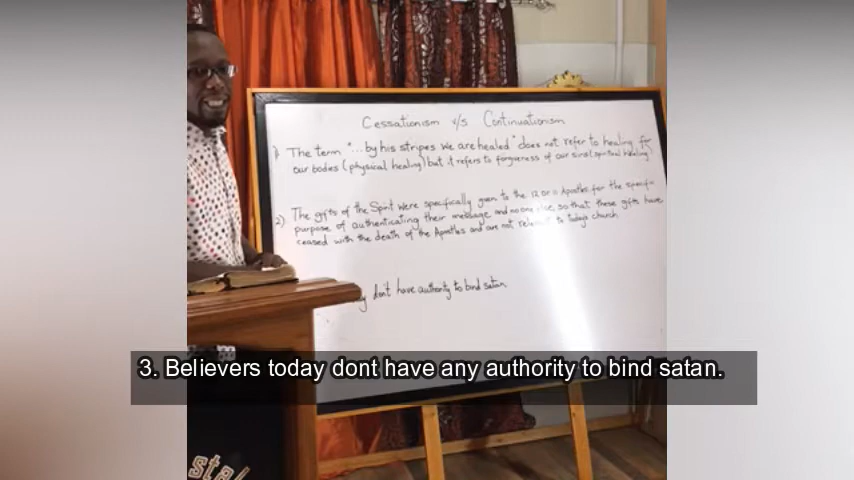 Cessationism v/s Continuationism
1) The term "...by his stripes we are healed" does not refer to healing for
our bodies (physical healing) but it refers to forgiveness of our sins (spiritual healing)
2) The gifts of the Spirit were specifically given to the 12 or Apostles for the specific
purpose of authenticating their message and no one else, so that these gifts have
ceased with the death of the Apostles and are not relevant to today's church
don't have authority to bind satan
3. Believers today dont have any authority to bind satan.